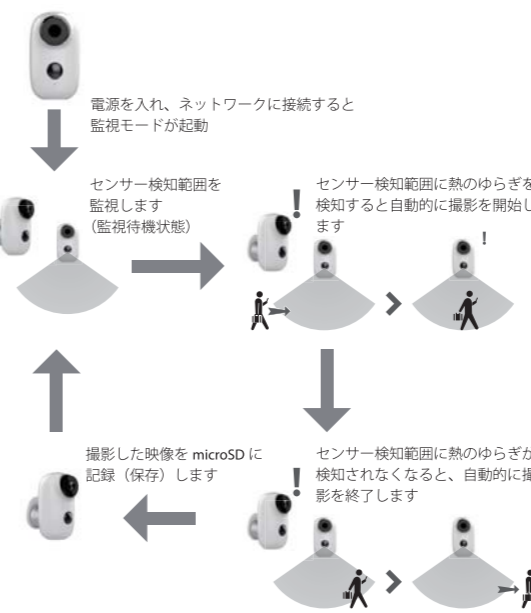 電源を入れ、ネットワークに接続すると
監視モードが起動
センサー検知範囲を
監視します
（監視待機状態）
!
センサー検知範囲に熱のゆらぎを
検知すると自動的に撮影を開始し
ます
!
撮影した映像を microSD に
記録（保存）します
!
センサー検知範囲に熱のゆらぎが
検知されなくなると、自動的に撮
影を終了します